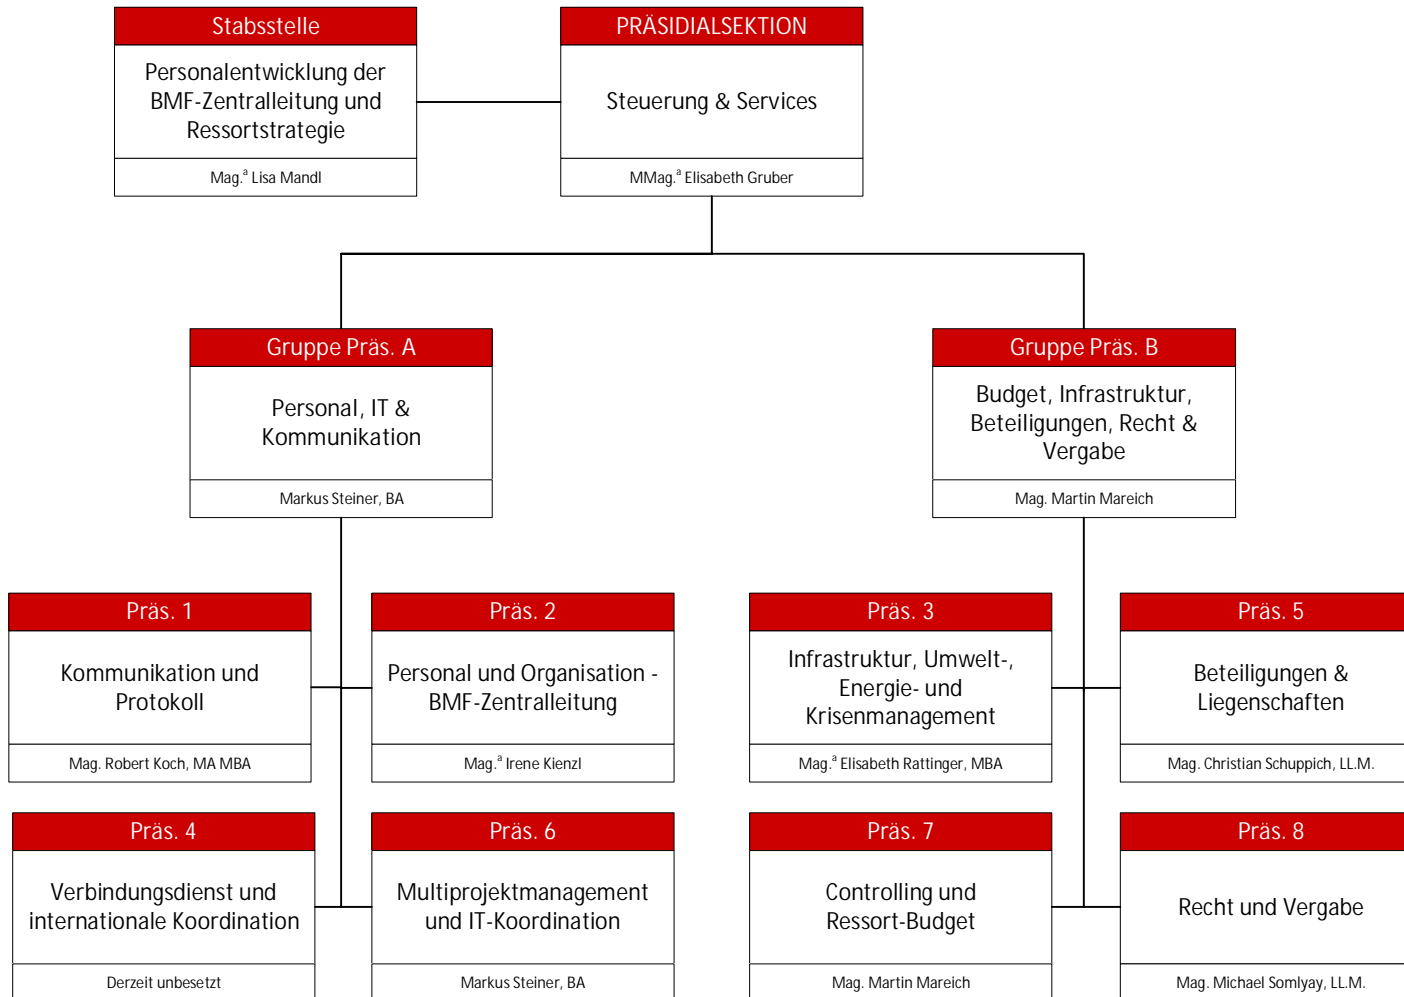 Stabsstelle
Personalentwicklung der
BMF-Zentralleitung und
Ressortstrategie
Mag.ª Lisa Mandl
PRÄSIDIALSEKTION
Steuerung & Services
MMag.ª Elisabeth Gruber
Gruppe Präs. A
Personal, IT &
Kommunikation
Markus Steiner, BA
Gruppe Präs. B
Budget, Infrastruktur,
Beteiligungen, Recht &
Vergabe
Mag. Martin Mareich
Präs. 1
Kommunikation und
Protokoll
Mag. Robert Koch, MA MBA
Präs. 2
Personal und Organisation -
BMF-Zentralleitung
Mag.ª Irene Kienzl
Präs. 3
Infrastruktur, Umwelt-,
Energie- und
Krisenmanagement
Mag.ª Elisabeth Rattinger, MBA
Präs. 5
Beteiligungen &
Liegenschaften
Mag. Christian Schuppich, LL.M.
Präs. 4
Verbindungsdienst und
internationale Koordination
Derzeit unbesetzt
Präs. 6
Multiprojektmanagement
und IT-Koordination
Markus Steiner, BA
Präs. 7
Controlling und
Ressort-Budget
Mag. Martin Mareich
Präs. 8
Recht und Vergabe
Mag. Michael Somlyay, LL.M.